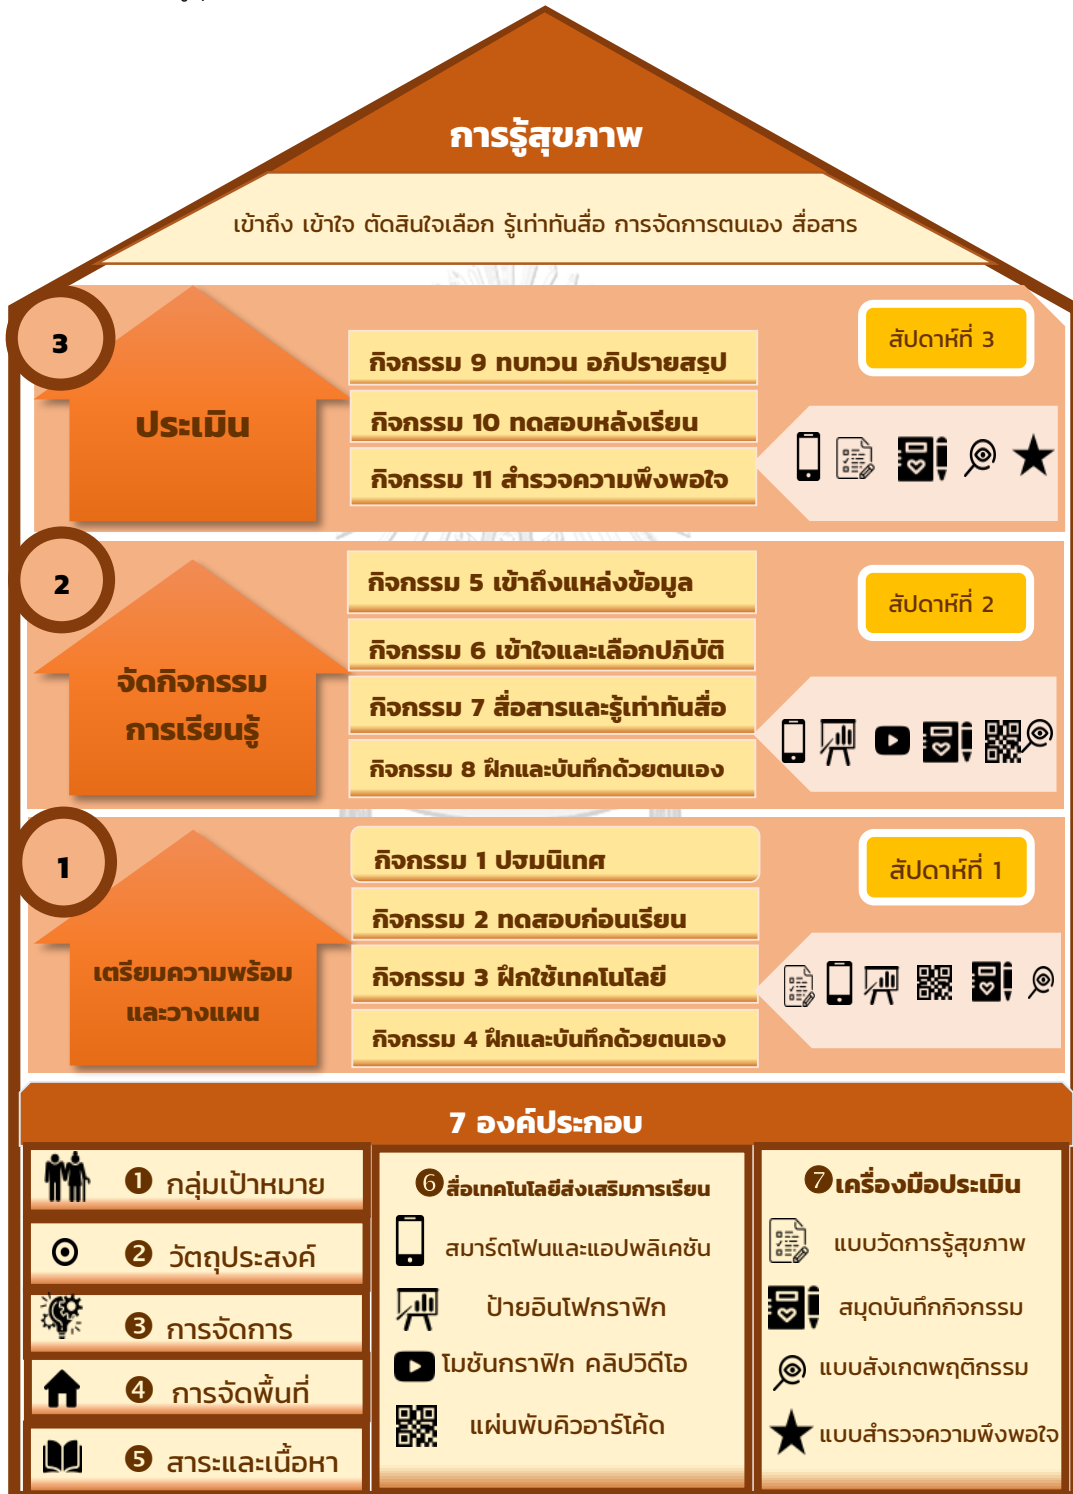 การรู้สุขภาพ
เข้าถึง เข้าใจ ตัดสินใจเลือก รู้เท่าทันสื่อ การจัดการตนเอง สื่อสาร
3
ประเมิน
กิจกรรม 9 ทบทวน อภิปรายสรุป
กิจกรรม 10 ทดสอบหลังเรียน
กิจกรรม 11 สำรวจความพึงพอใจ
สัปดาห์ที่ 3
2
จัดกิจกรรม
การเรียนรู้
กิจกรรม 5 เข้าถึงแหล่งข้อมูล
กิจกรรม 6 เข้าใจและเลือกปฏิบัติ
กิจกรรม 7 สื่อสารและรู้เท่าทันสื่อ
กิจกรรม 8 ฝึกและบันทึกด้วยตนเอง
สัปดาห์ที่ 2
1
เตรียมความพร้อม
และวางแผน
กิจกรรม 1 ปฐมนิเทศ
กิจกรรม 2 ทดสอบก่อนเรียน
กิจกรรม 3 ฝึกใช้เทคโนโลยี
กิจกรรม 4 ฝึกและบันทึกด้วยตนเอง
สัปดาห์ที่ 1
7 องค์ประกอบ
❶ กลุ่มเป้าหมาย
❷ วัตถุประสงค์
❸ การจัดการ
❹ การจัดพื้นที่
❺ สาระและเนื้อหา
❻สื่อเทคโนโลยีส่งเสริมการเรียน
สมาร์ตโฟนและแอปพลิเคชัน
ป้ายอินโฟกราฟิก
โมชันกราฟิก คลิปวิดีโอ
แผ่นพับคิวอาร์โค้ด
❼เครื่องมือประเมิน
แบบวัดการรู้สุขภาพ
สมุดบันทึกกิจกรรม
แบบสังเกตพฤติกรรม
แบบสำรวจความพึงพอใจ